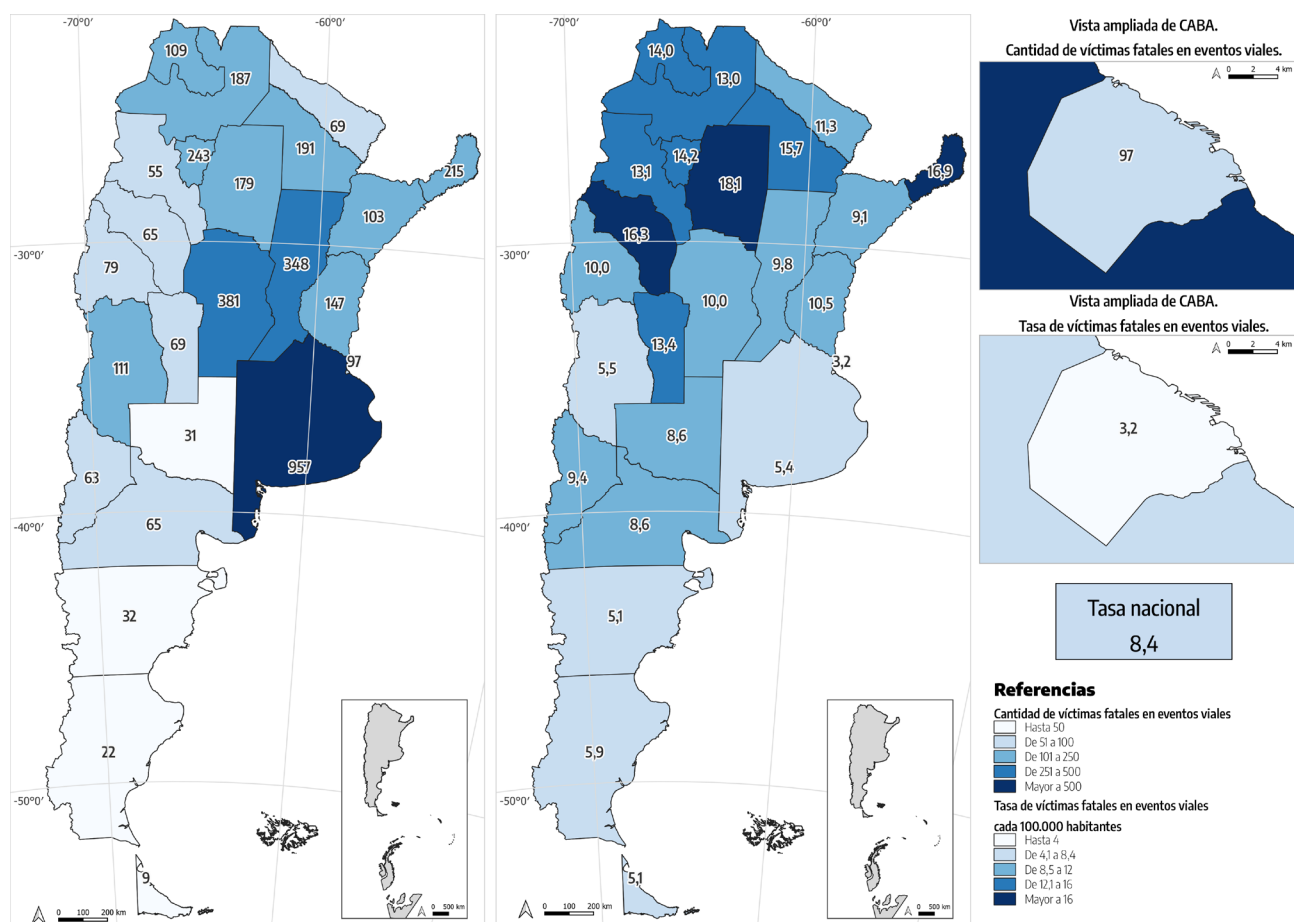 -70°0'
-60°0'
109
187
69
191
243
55
179
215
103
65
-30°0'
348
79
381
147
69
97
111
31
957
63
65
-40°0'
32
22
-50°0'
9
0 100 200 km
0 500 km
-70°0'
-60°0'
14,0
13,0
11,3
15,7
14,2
13,1
18,1
16,9
9,1
16,3
-30°0'
9,8
10,0
10,0
10,5
13,4
3,2
5,5
8,6
5,4
9,4
8,6
-40°0'
5,1
5,9
-50°0'
5,1
0 100 200 km
0 500 km
Vista ampliada de CABA.
Cantidad de víctimas fatales en eventos viales.
0 2 4 km
97
Vista ampliada de CABA.
Tasa de víctimas fatales en eventos viales.
0 2 4 km
3,2
Tasa nacional
8,4
Referencias
Cantidad de víctimas fatales en eventos viales
Hasta 50
De 51 a 100
De 101 a 250
De 251 a 500
Mayor a 500
Tasa de víctimas fatales en eventos viales
cada 100.000 habitantes
Hasta 4
De 4,1 a 8,4
De 8,5 a 12
De 12,1 a 16
Mayor a 16